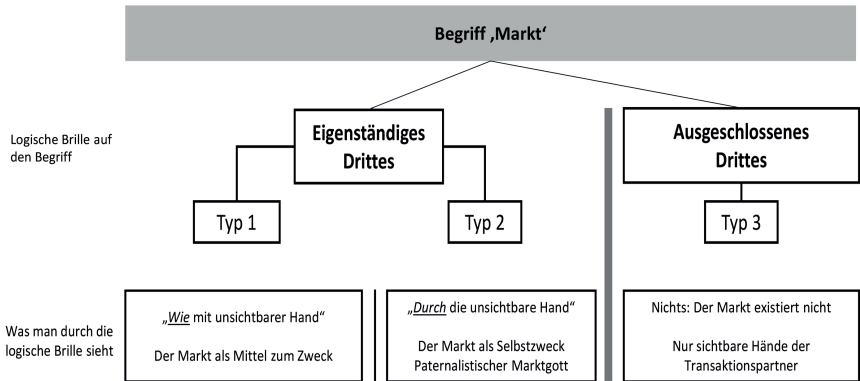 Begriff ‚Markt‘
Logische Brille auf
den Begriff
Eigenständiges
Drittes
Ausgeschlossenes
Drittes
Typ 1
Typ 2
Typ 3
Was man durch die
logische Brille sieht
„Wie mit unsichtbarer Hand“
Der Markt als Mittel zum Zweck
„Durch die unsichtbare Hand“
Der Markt als Selbstzweck
Paternalistischer Marktgott
Nichts: Der Markt existiert nicht
Nur sichtbare Hände der
Transaktionspartner